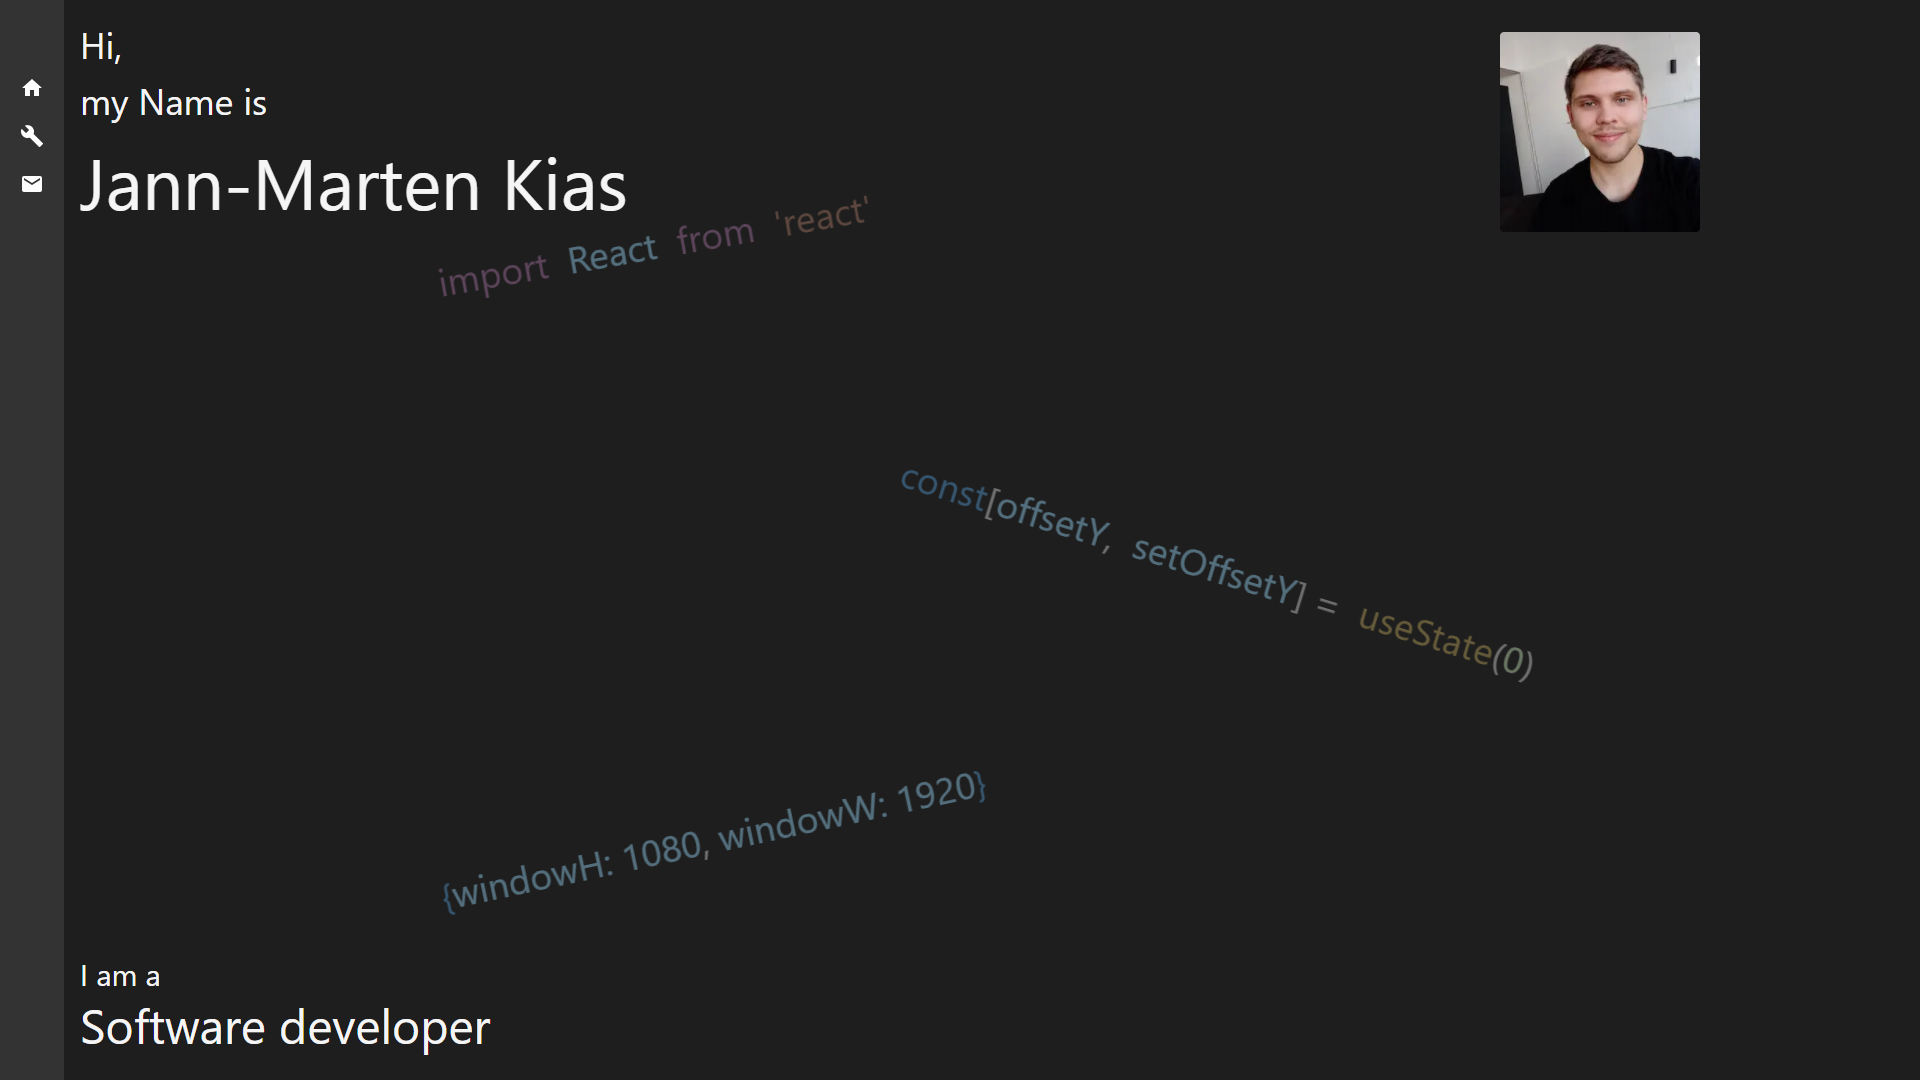 Hi,
my Name is
Jann-Marten Kias
import React from 'react'
const[offsetY, setOffsetY] = useState(0)
{windowH: 1080, windowW: 1920}
I am a
Software developer